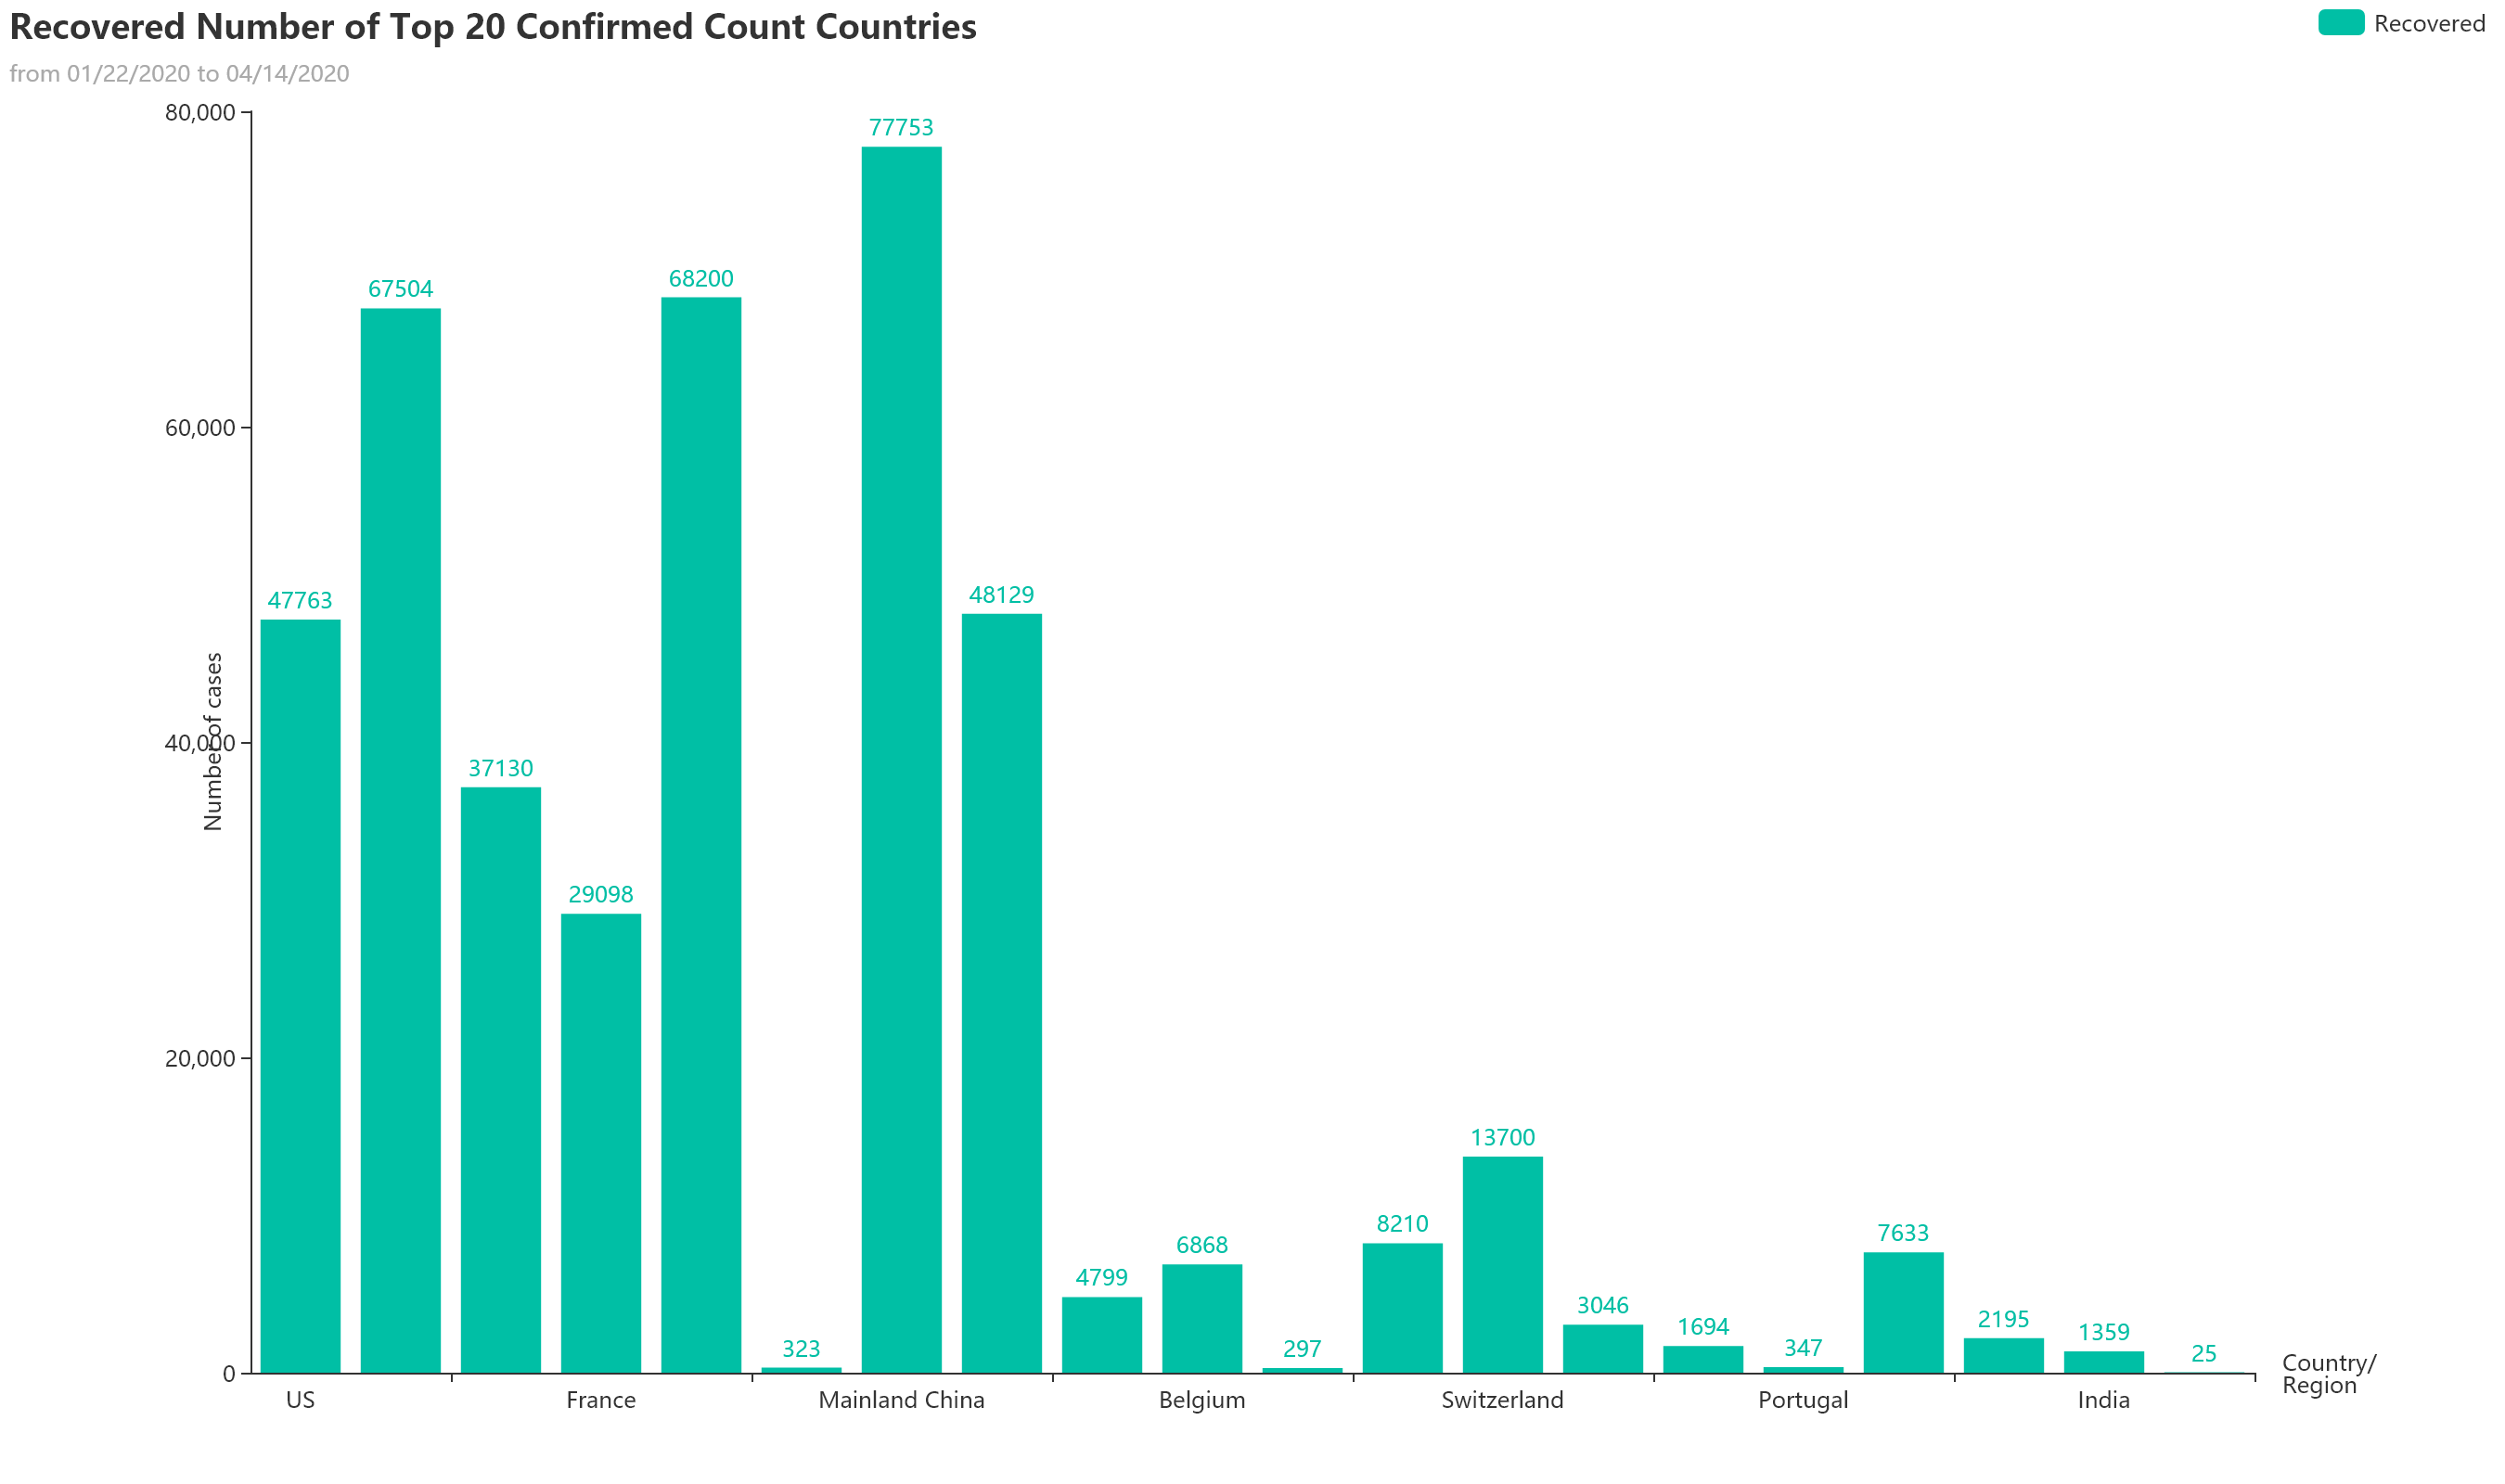 Recovered Number of Top 20 Confirmed Count Countries
from 01/22/2020 to 04/14/2020
Recovered
80,000
60,000
40,000
20,000
0
Number of cases
47763
67504
37130
29098
68200
323
77753
48129
4799
6868
297
8210
13700
3046
1694
347
7633
2195
1359
25
US
France
Mainland China
Belgium
Switzerland
Portugal
India
Country/
Region